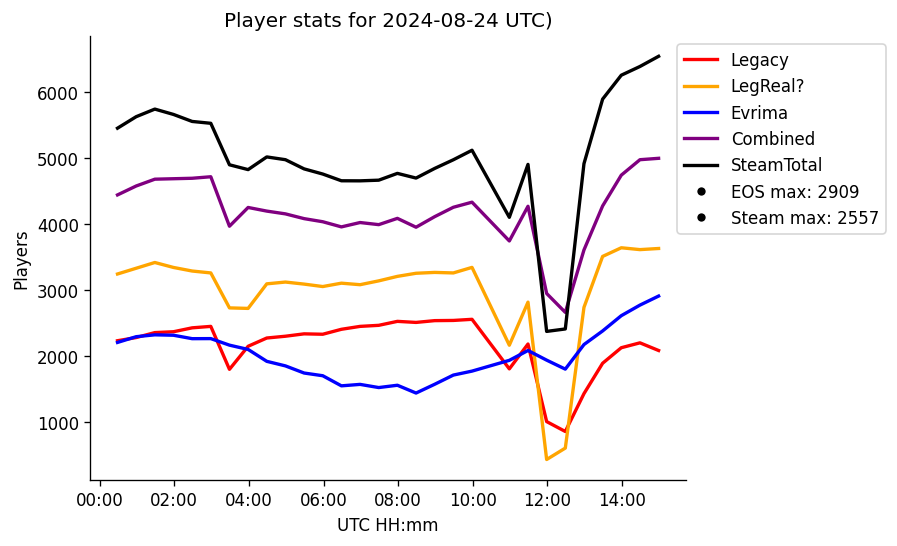 Player stats for 2024-08-24 UTC)
Legacy
LegReal?
Evrima
Combined
SteamTotal
EOS max: 2909
Steam max: 2557
Players
6000
5000
4000
3000
2000
1000
00:00 02:00 04:00 06:00 08:00 10:00 12:00 14:00
UTC HH:mm